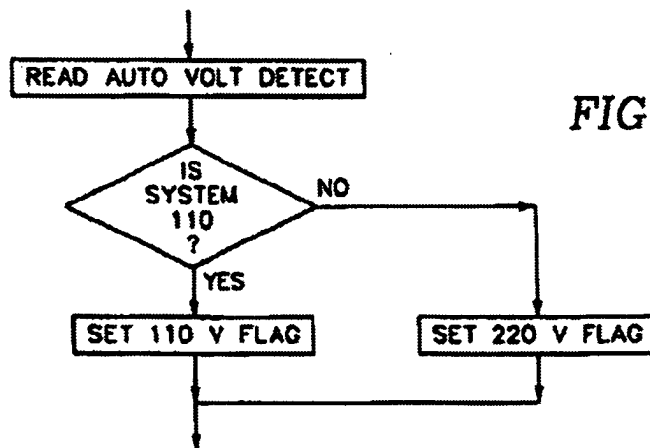 READ AUTO VOLT DETECT
FIG
IS
SYSTEM
110
?
NO
YES
SET 110 V FLAG
SET 220 V FLAG